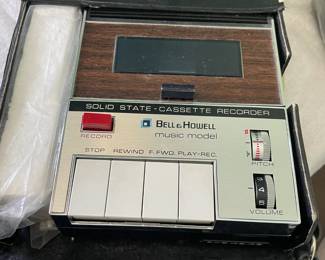 SOLID STATE - CASSETTE RECORDER
BELL & HOWELL
music model
RECORD
STOP REWIND F.FWD. PLAY-REC.
PITCH
VOLUME